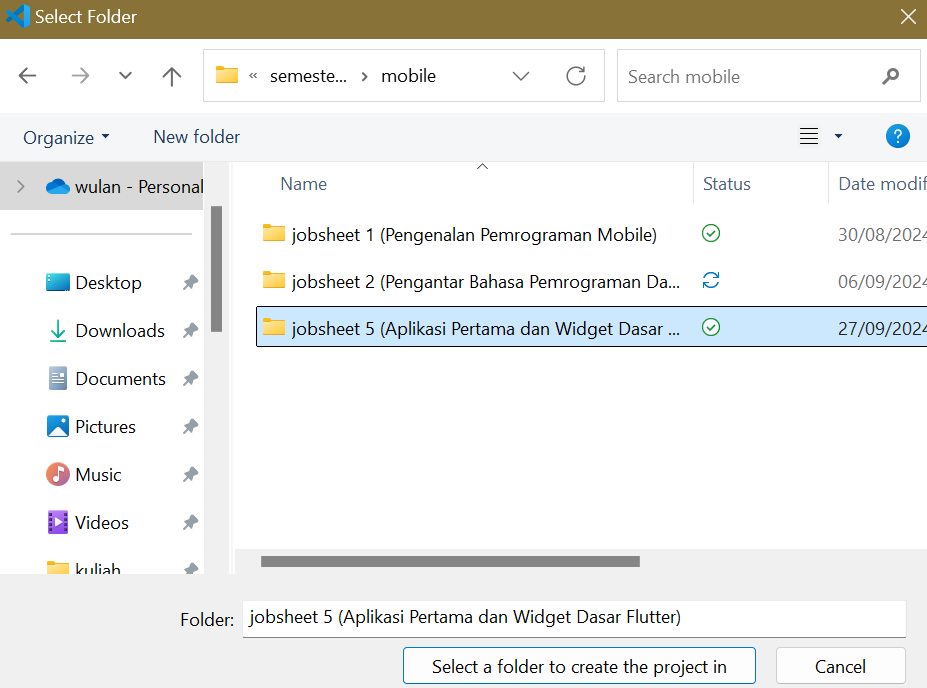 Select Folder
« semeste... > mobile
Search mobile
Organize
New folder
?
wulan - Personal
Desktop
Downloads
Documents
Pictures
Music
Videos
kuliah
Name
Status
Date modif
jobsheet 1 (Pengenalan Pemrograman Mobile)
30/08/2024
jobsheet 2 (Pengantar Bahasa Pemrograman Da...
06/09/2024
jobsheet 5 (Aplikasi Pertama dan Widget Dasar ...
27/09/2024
Folder: jobsheet 5 (Aplikasi Pertama dan Widget Dasar Flutter)
Select a folder to create the project in
Cancel